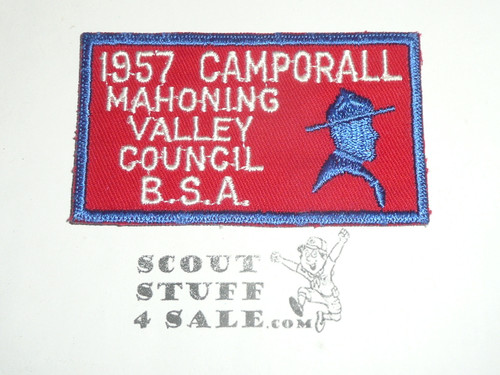 1957 CAMPORALL
MAHONING
VALLEY
COUNCIL
B.S.A.
SCOUT
STUFF
4 SALE.COM